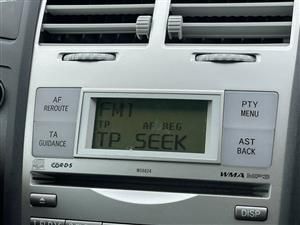 FM1
TP AF REG
TP SEEK
AF
REROUTE
TA
GUIDANCE
PTY
MENU
AST
BACK
WMA MP3
DISP